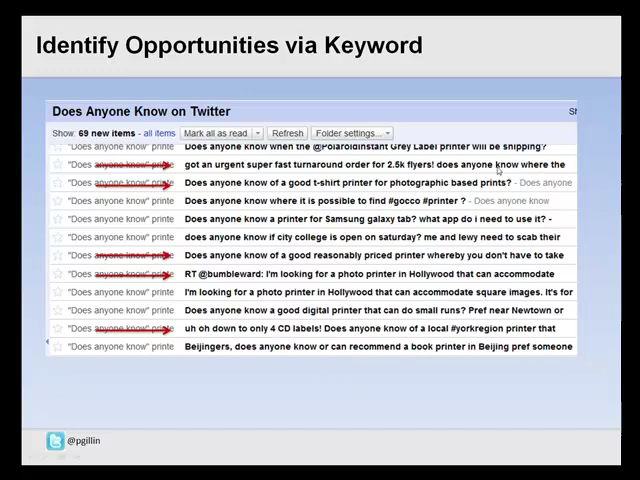 Identify Opportunities via Keyword
Does Anyone Know on Twitter
Sh
Show: 69 new items - all items Mark all as read Refresh Folder settings...
"Does anyone know" printe Does anyone know when the @PolaroidInstant Grey Label printer will be shipping?
"Does anyone know" printe got an urgent super fast turnaround order for 2.5k flyers! does anyone know where the
"Does anyone know" printe Does anyone know of a good t-shirt printer for photographic based prints? - Does anyone
"Does anyone know" printe Does anyone know where it is possible to find #gocco #printer ? - Does anyone know
"Does anyone know" printe Does anyone know a printer for Samsung galaxy tab? what app do i need to use it? -
"Does anyone know" printe does anyone know if city college is open on saturday? me and lewy need to scab their
"Does anyone know" printe Does anyone know of a good reasonably priced printer whereby you don't have to take
"Does anyone know" printe RT @bumbleward: I'm looking for a photo printer in Hollywood that can accommodate
"Does anyone know" printe I'm looking for a photo printer in Hollywood that can accommodate square images. It's for
"Does anyone know" printe Does anyone know a good digital printer that can do small runs? Pref near Newtown or
"Does anyone know" printe uh oh down to only 4 CD labels! Does anyone know of a local #yorkregion printer that
"Does anyone know" printe Beijingers, does anyone know or can recommend a book printer in Beijing pref someone
@pgillin